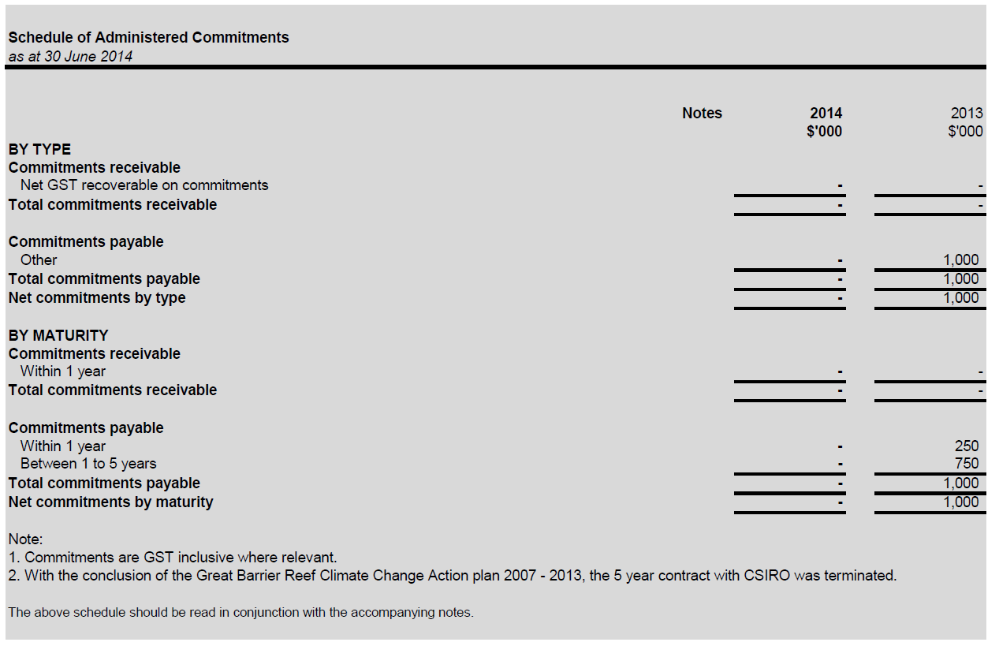 Schedule of Administered Commitments
as at 30 June 2014
Notes 2014 2013
$'000 $'000
BY TYPE
Commitments receivable
Net GST recoverable on commitments - -
Total commitments receivable - -
Commitments payable
Other - 1,000
Total commitments payable - 1,000
Net commitments by type - 1,000
BY MATURITY
Commitments receivable
Within 1 year - -
Total commitments receivable - -
Commitments payable
Within 1 year - 250
Between 1 to 5 years - 750
Total commitments payable - 1,000
Net commitments by maturity - 1,000
Note:
1. Commitments are GST inclusive where relevant.
2. With the conclusion of the Great Barrier Reef Climate Change Action plan 2007 - 2013, the 5 year contract with CSIRO was terminated.
The above schedule should be read in conjunction with the accompanying notes.